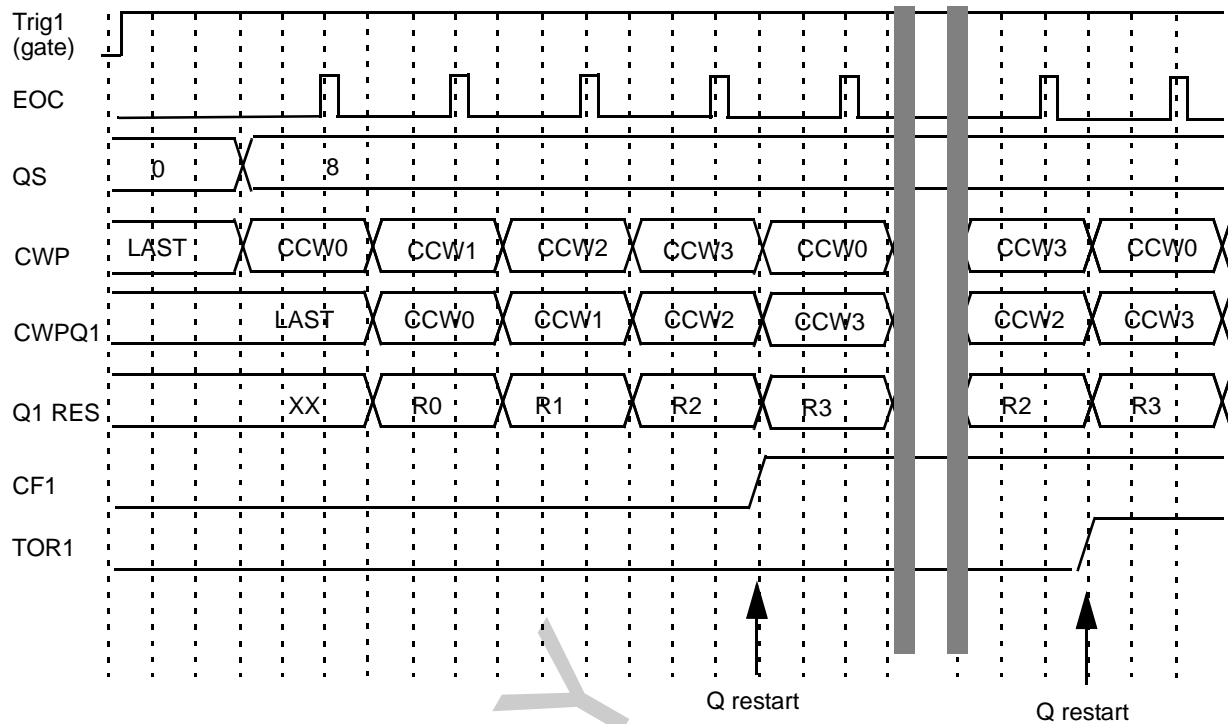 Trig1
(gate)
EOC
QS 0 8
CWP LAST CCW0 CCW1 CCW2 CCW3 CCW0 CCW3 CCW0
CWPQ1 LAST CCW0 CCW1 CCW2 CCW3 CCW2 CCW3
Q1 RES XX R0 R1 R2 R3 R2 R3
CF1
TOR1
Q restart
Q restart